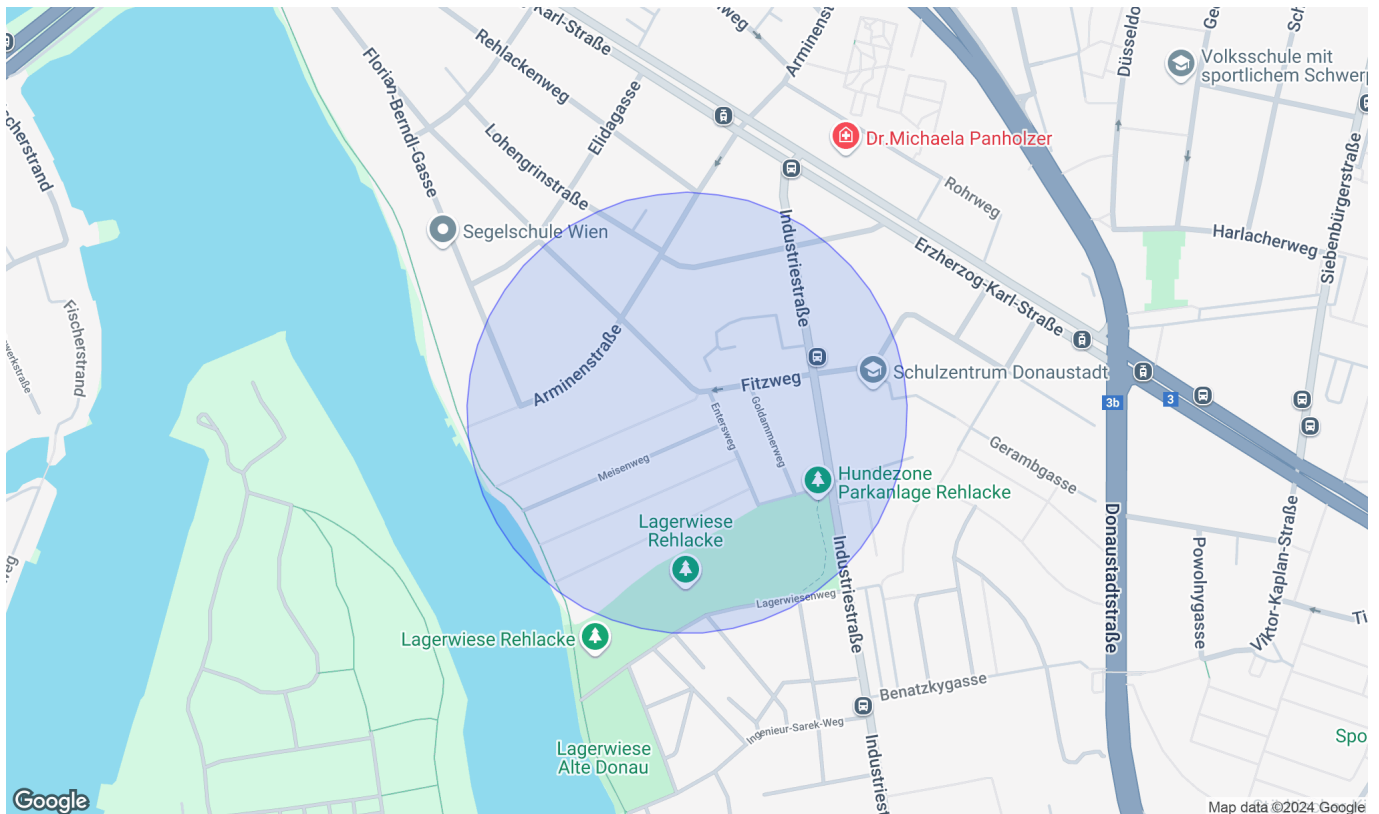 Karl-Straße
Rehlackenweg
Florian-Berndl-Gasse
Elidagasse
Lohengrinstraße
Dr.Michaela Panholzer
Volksschule mit
sportlichem Schwer
Rohrweg
Segelschule Wien
Harlacherweg
Siebenbürgerstraße
Industriestraße
Erzherzog-Karl-Straße
Fischerstrand
Arminenstraße
Fitzweg
Schulzentrum Donaustadt
3b
3
Entersweg
Goldammerweg
Meisenweg
Gerambgasse
Hundezone
Parkanlage Rehlacke
Lagerwiese
Rehlacke
Donaustadtstraße
Industriestraße
Powolnygasse
Viktor-Kaplan-Straße
Lagerwiesenweg
Lagerwiese Rehlacke
Benatzkygasse
Ingenieur-Sarek-Weg
Lagerwiese
Alte Donau
Spo
Industriest
Google
Map data ©2024 Google